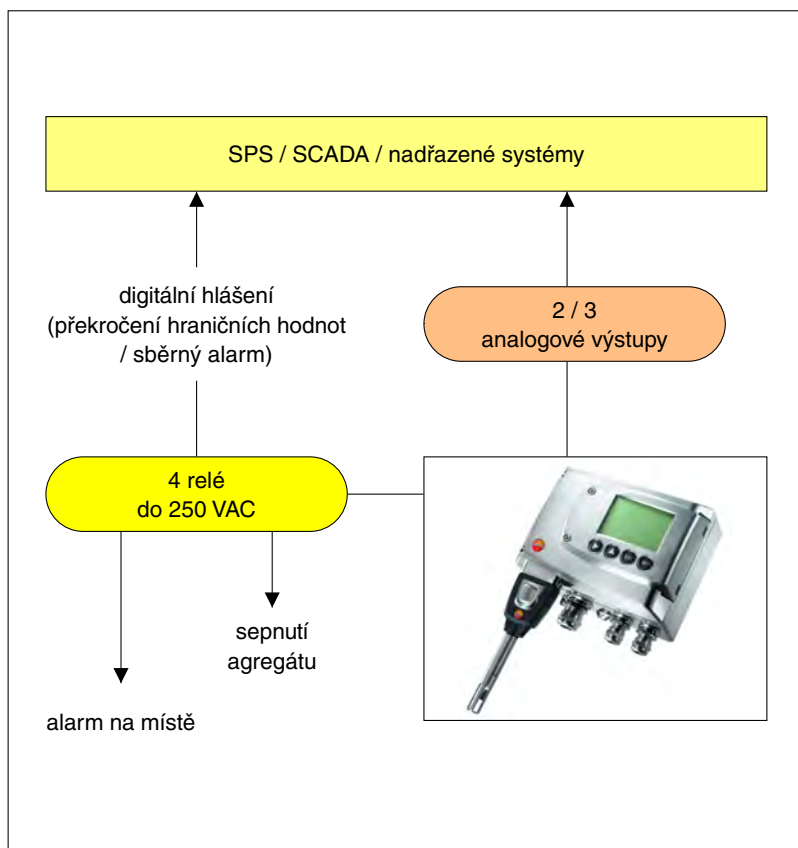 SPS / SCADA / nadřazené systémy
digitální hlášení
(překročení hraničních hodnot
/ sběrný alarm)
2 / 3
analogové výstupy
4 relé
do 250 VAC
sepnutí
agregátu
alarm na místě